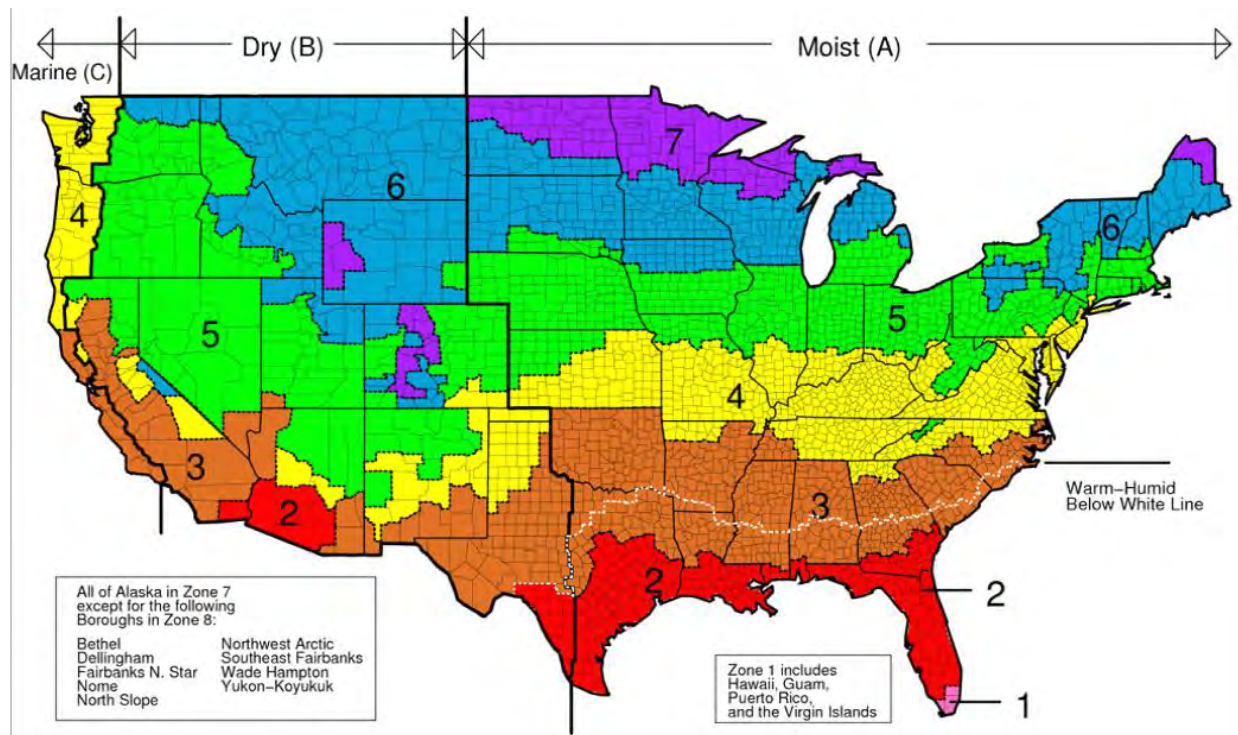 Marine (C)
Dry (B)
Moist (A)
7
6
4
6
5
5
4
3
3
2
2
2
1
Warm−Humid
Below White Line
All of Alaska in Zone 7
except for the following
Boroughs in Zone 8:
Bethel
Dellingham
Fairbanks N. Star
Nome
North Slope
Northwest Arctic
Southeast Fairbanks
Wade Hampton
Yukon−Koyukuk
Zone 1 includes
Hawaii, Guam,
Puerto Rico,
and the Virgin Islands